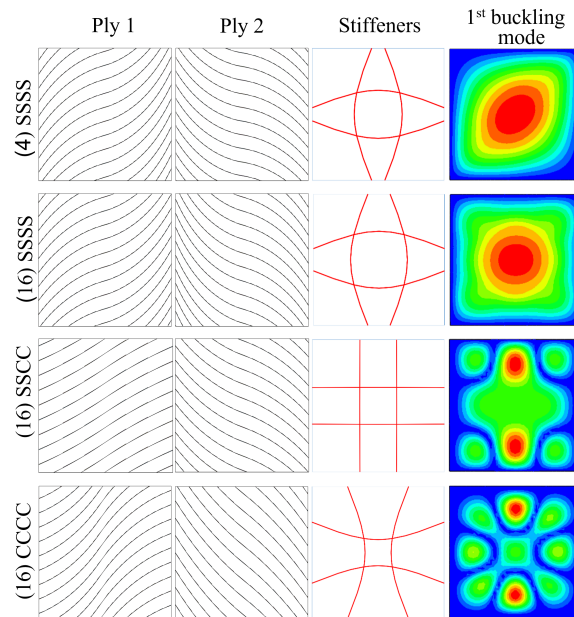 Ply 1
Ply 2
Stiffeners
1st buckling
mode
(4) SSSS
(16) SSSS
(16) SSCC
(16) CCCC